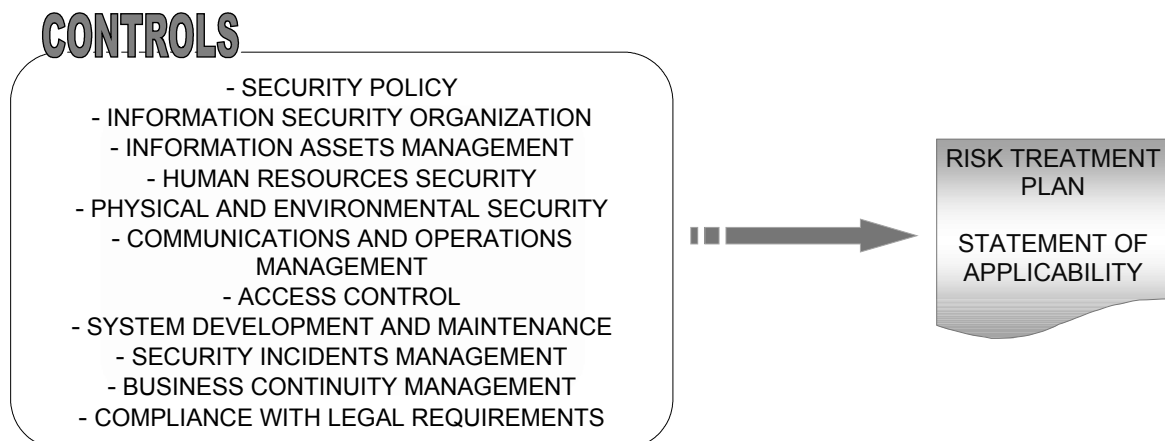 CONTROLS
- SECURITY POLICY
- INFORMATION SECURITY ORGANIZATION
- INFORMATION ASSETS MANAGEMENT
- HUMAN RESOURCES SECURITY
- PHYSICAL AND ENVIRONMENTAL SECURITY
- COMMUNICATIONS AND OPERATIONS
MANAGEMENT
- ACCESS CONTROL
- SYSTEM DEVELOPMENT AND MAINTENANCE
- SECURITY INCIDENTS MANAGEMENT
- BUSINESS CONTINUITY MANAGEMENT
- COMPLIANCE WITH LEGAL REQUIREMENTS
RISK TREATMENT
PLAN
STATEMENT OF
APPLICABILITY